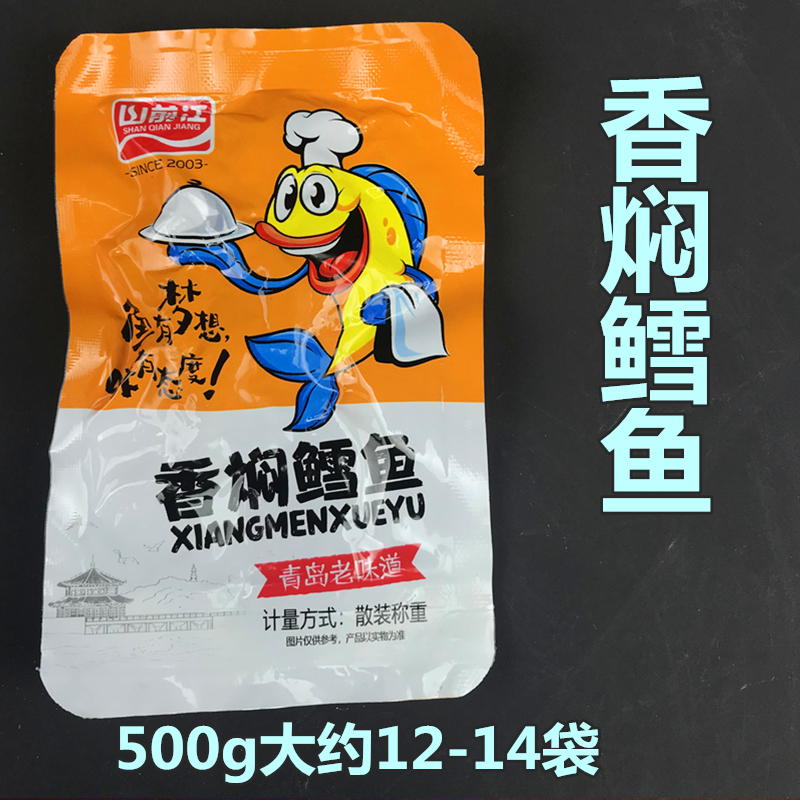 山前江
SHAN QIAN JIANG
-SINCE 2003-
鱼有梦想,
味有态度!
香焖鳕鱼
XIANGMENXUEYU
青岛老味道
计量方式：散装称重
图片仅供参考，产品以实物为准
香焖鳕鱼
500g大约12-14袋